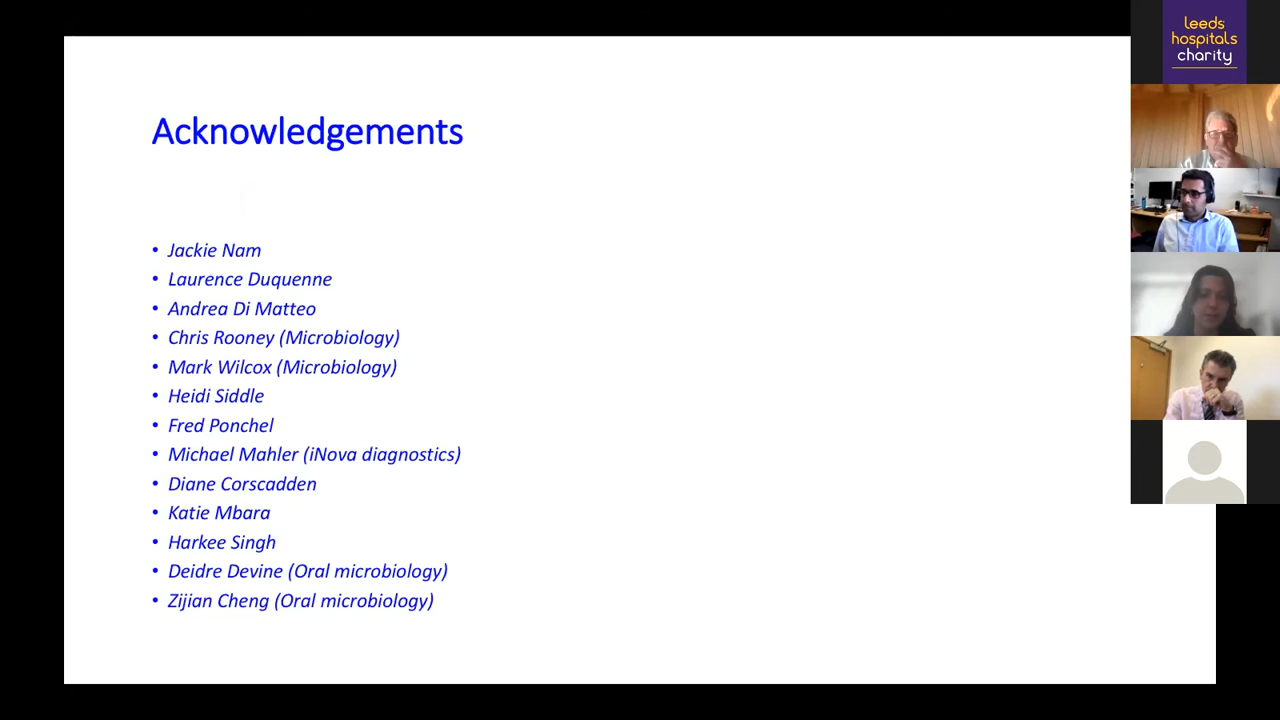 Acknowledgements
• Jackie Nam
• Laurence Duquenne
• Andrea Di Matteo
• Chris Rooney (Microbiology)
• Mark Wilcox (Microbiology)
• Heidi Siddle
• Fred Ponchel
• Michael Mahler (iNova diagnostics)
• Diane Corscadden
• Katie Mbara
• Harkee Singh
• Deidre Devine (Oral microbiology)
• Zijian Cheng (Oral microbiology)
leeds
hospitals
charity